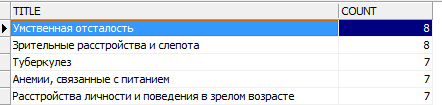 TITLE COUNT
Умственная отсталость 8
Зрительные расстройства и слепота 8
Туберкулез 7
Анемии, связанные с питанием 7
Расстройства личности и поведения в зрелом возрасте 7